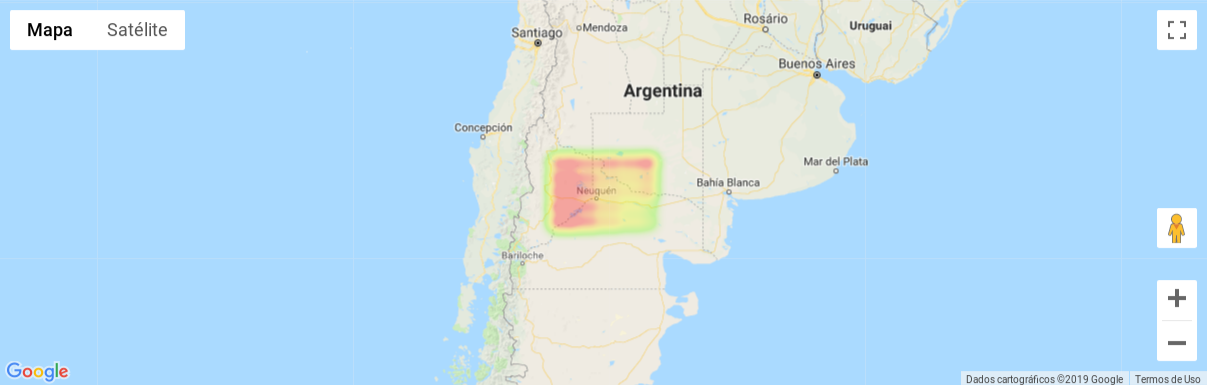 Mapa
Satélite
Rosário
Mendoza
Uruguai
Santiago
Buenos Aires
Argentina
Concepción
Mar del Plata
Bahía Blanca
Neuquén
Bariloche
Google
Dados cartográficos ©2019 Google
Termos de Uso